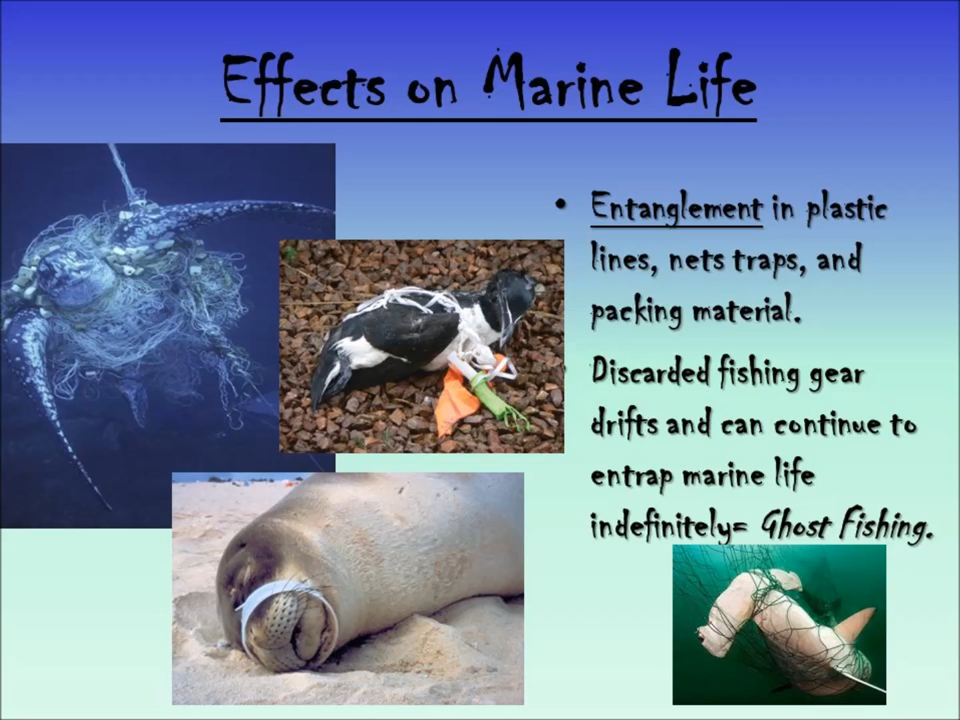 Effects on Marine Life
• Entanglement in plastic
lines, nets traps, and
packing material.
Discarded fishing gear
drifts and can continue to
entrap marine life
indefinitely= Ghost Fishing.